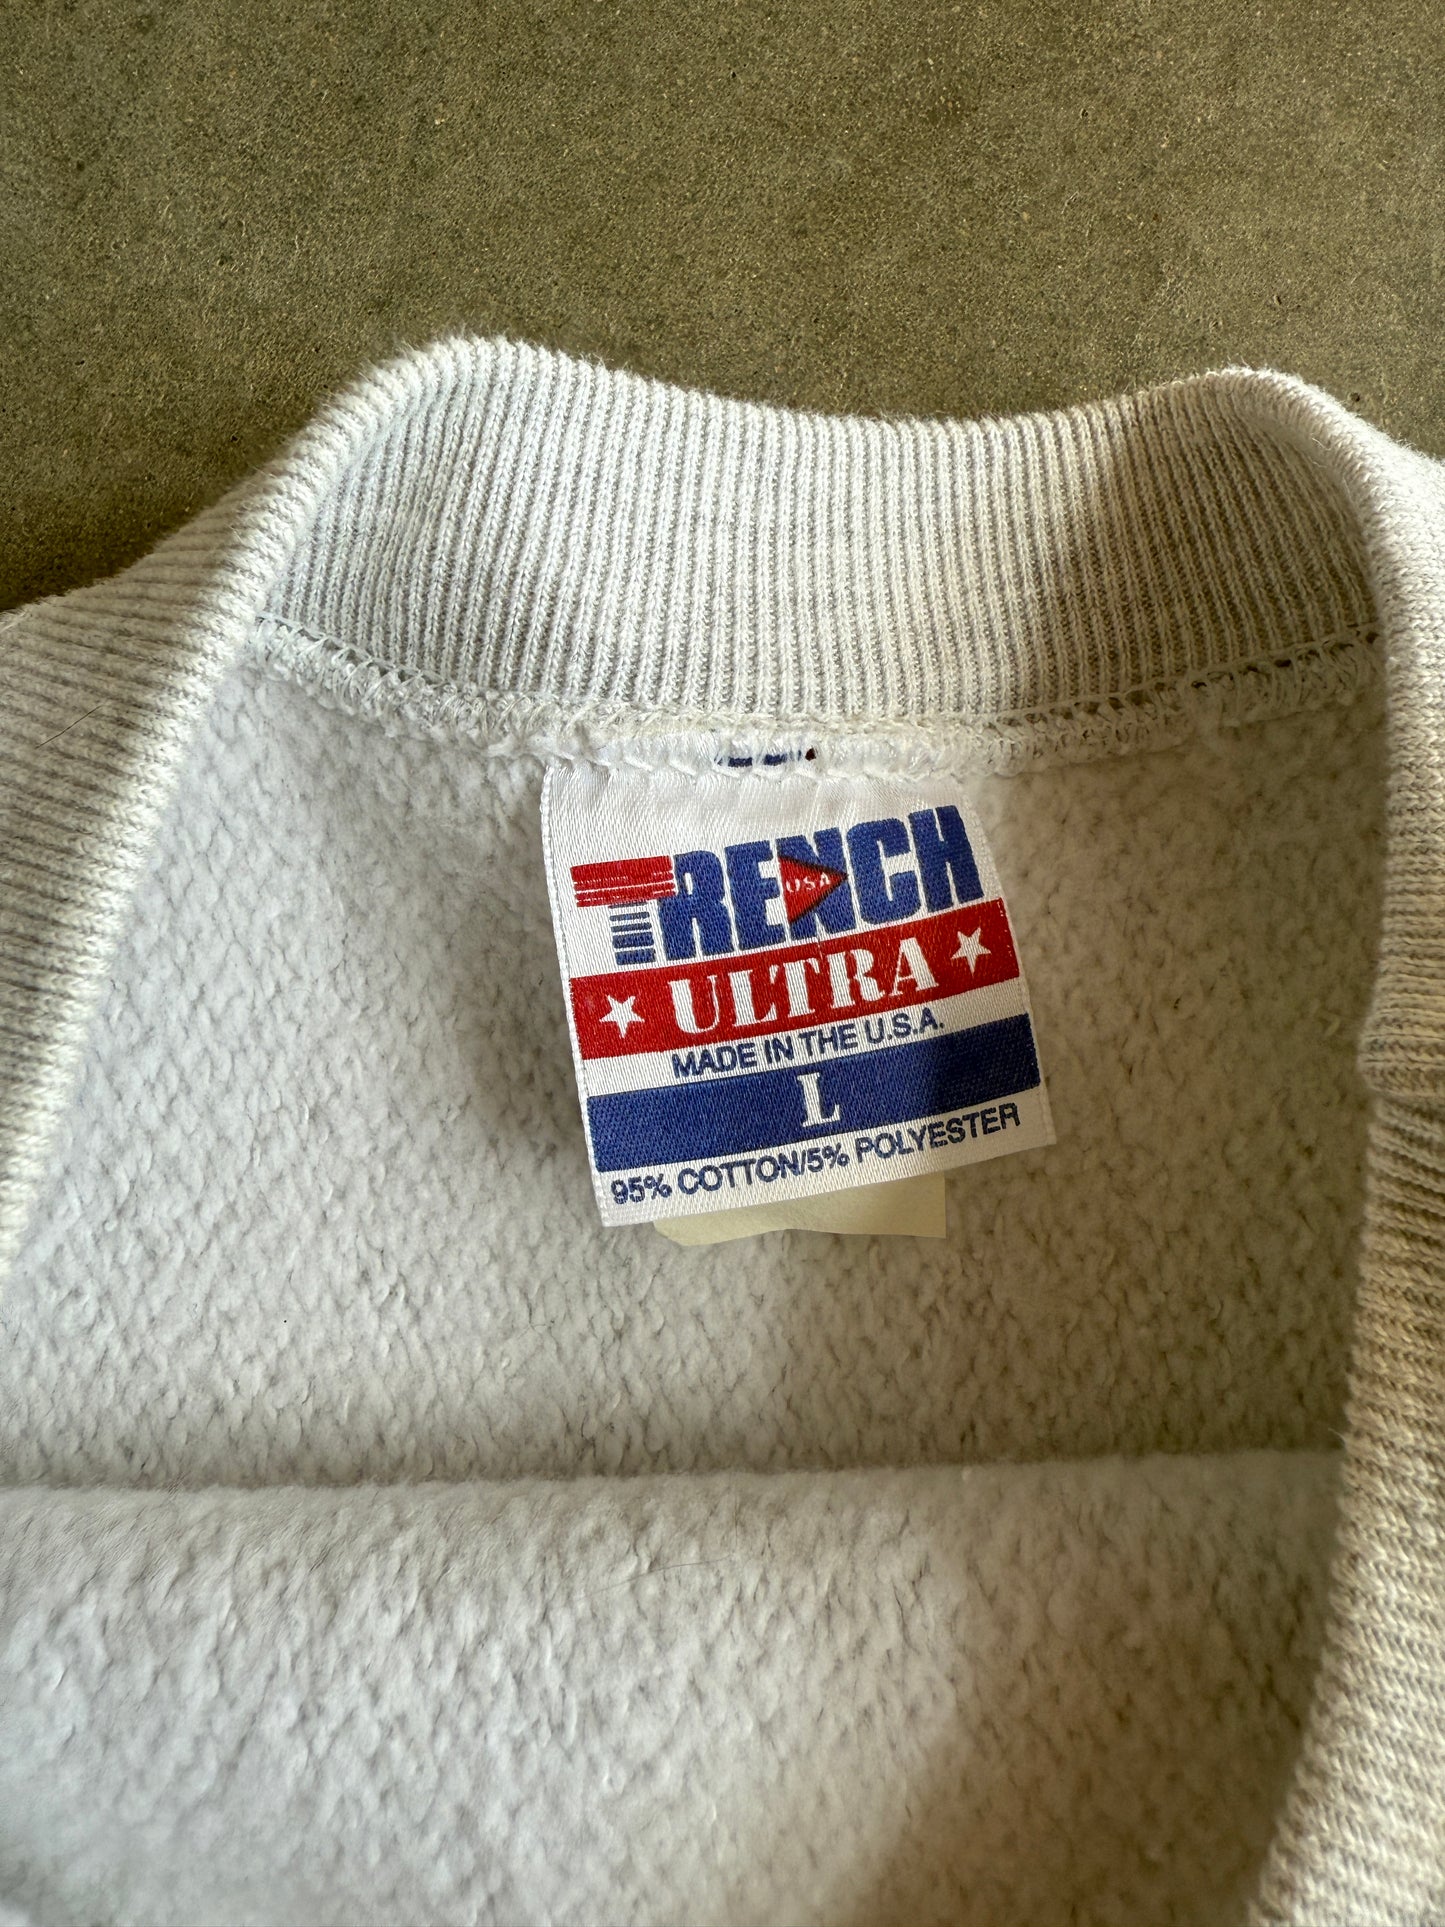 TRENCH
USA
ULTRA
MADE IN THE U.S.A.
L
95% COTTON/5% POLYESTER